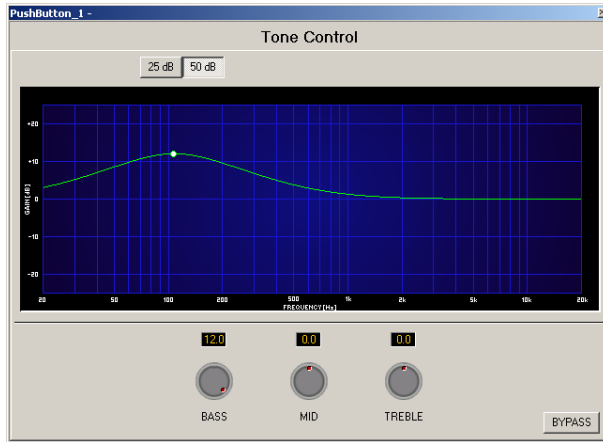 PushButton_1 -
Tone Control
25 dB 50 dB
+20
+10
0
-10
-20
GAIN[dB]
20 50 100 200 500 1k 2k 5k 10k 20k
FREQUENCY[Hz]
12.0 0.0 0.0
BASS MID TREBLE
BYPASS